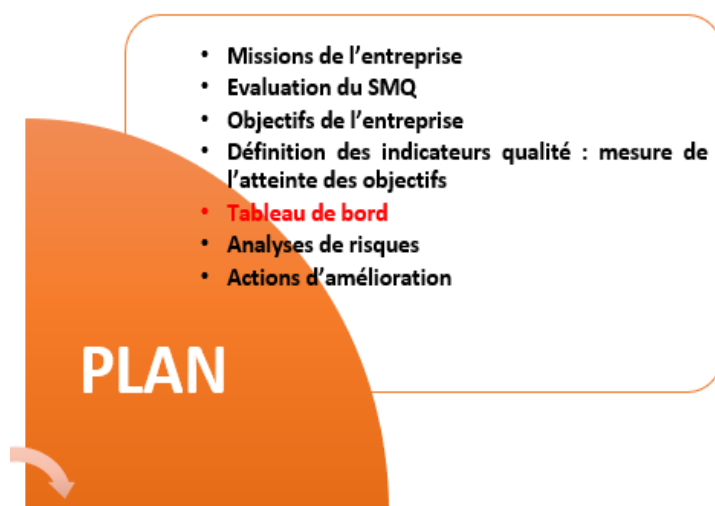 • Missions de l’entreprise
• Evaluation du SMQ
• Objectifs de l’entreprise
• Définition des indicateurs qualité : mesure de
l’atteinte des objectifs
• Tableau de bord
• Analyses de risques
• Actions d’amélioration
PLAN